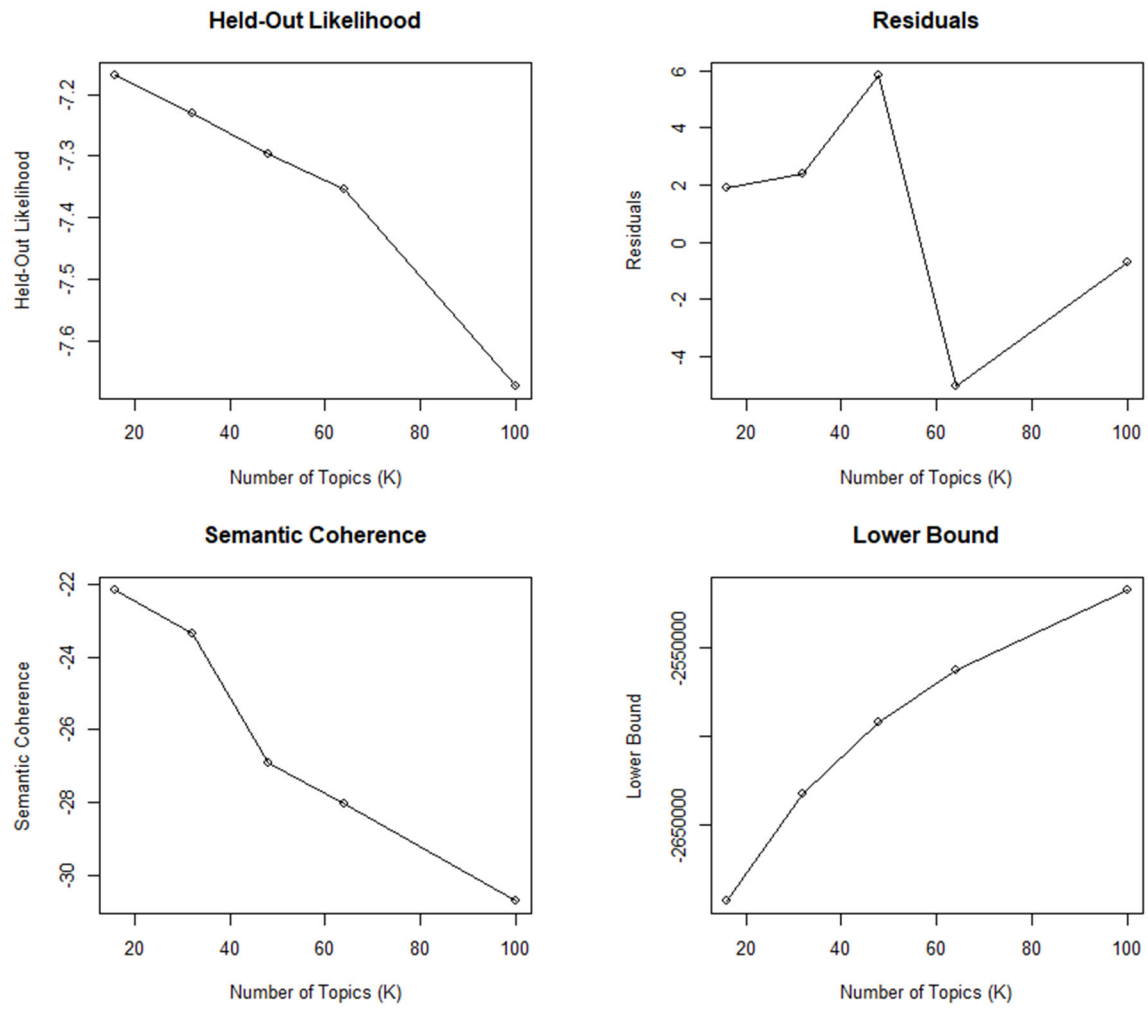 Held-Out Likelihood
Held-Out Likelihood
-7.2
-7.3
-7.4
-7.5
-7.6
20 40 60 80 100
Number of Topics (K)
Residuals
Residuals
6
4
2
0
-2
-4
20 40 60 80 100
Number of Topics (K)
Semantic Coherence
Semantic Coherence
-22
-24
-26
-28
-30
20 40 60 80 100
Number of Topics (K)
Lower Bound
Lower Bound
-2550000
-2650000
20 40 60 80 100
Number of Topics (K)